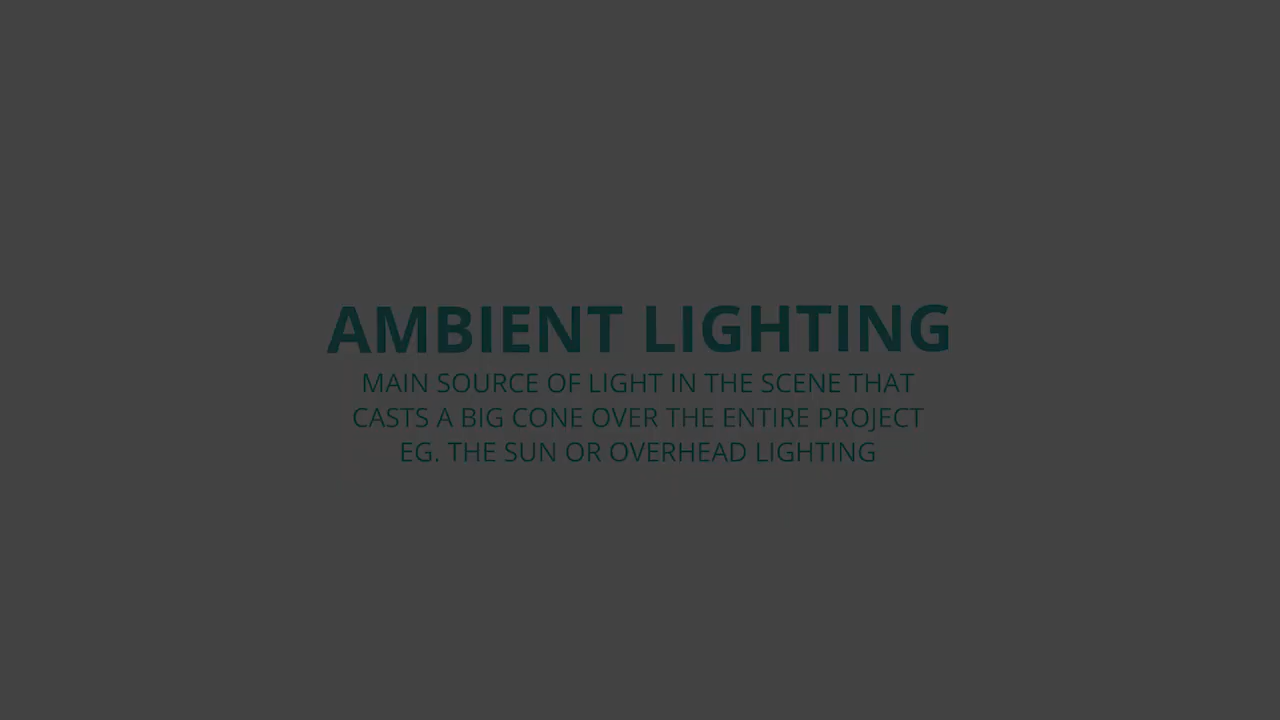 AMBIENT LIGHTING
MAIN SOURCE OF LIGHT IN THE SCENE THAT
CASTS A BIG CONE OVER THE ENTIRE PROJECT
EG. THE SUN OR OVERHEAD LIGHTING